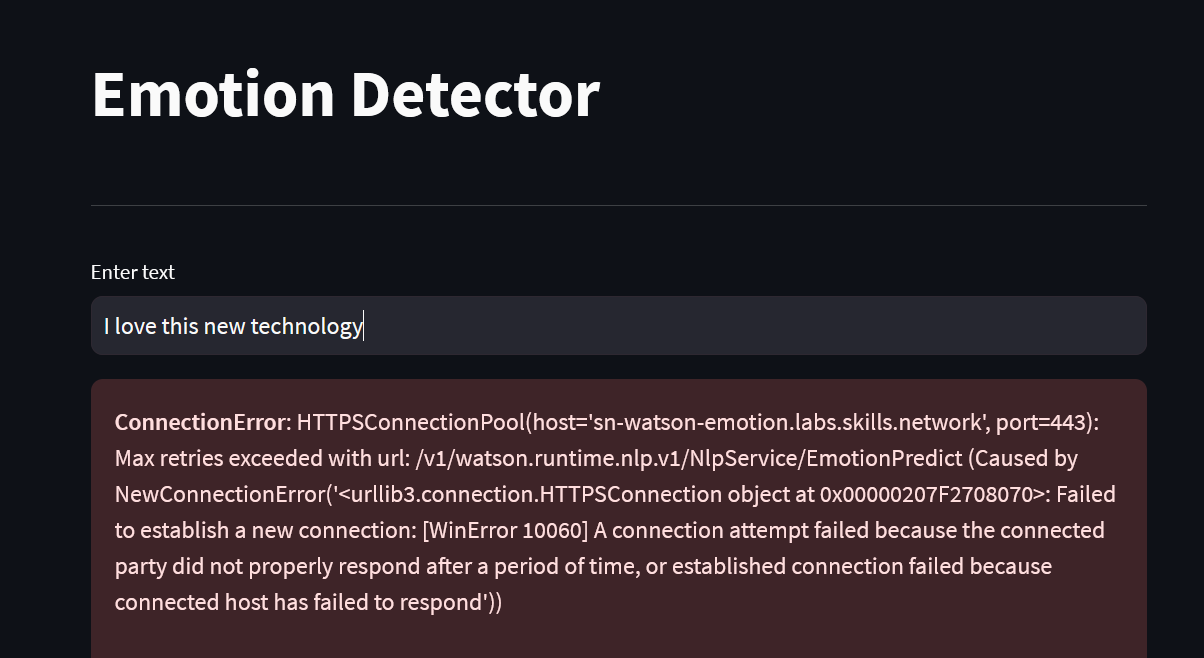 Emotion Detector
Enter text
I love this new technology
ConnectionError: HTTPSConnectionPool(host='sn-watson-emotion.labs.skills.network', port=443):
Max retries exceeded with url: /v1/watson.runtime.nlp.v1/NlpService/EmotionPredict (Caused by
NewConnectionError('<urllib3.connection.HTTPSConnection object at 0x00000207F2708070>: Failed
to establish a new connection: [WinError 10060] A connection attempt failed because the connected
party did not properly respond after a period of time, or established connection failed because
connected host has failed to respond'))